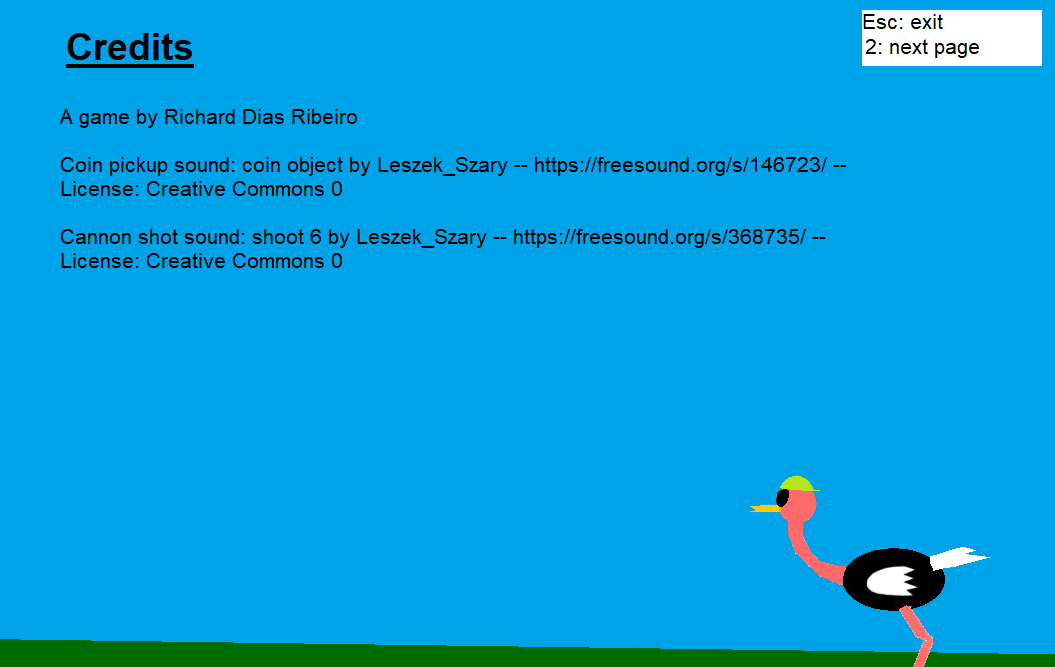 Credits
Esc: exit
2: next page
A game by Richard Dias Ribeiro
Coin pickup sound: coin object by Leszek_Szary -- https://freesound.org/s/146723/ --
License: Creative Commons 0
Cannon shot sound: shoot 6 by Leszek_Szary -- https://freesound.org/s/368735/ --
License: Creative Commons 0